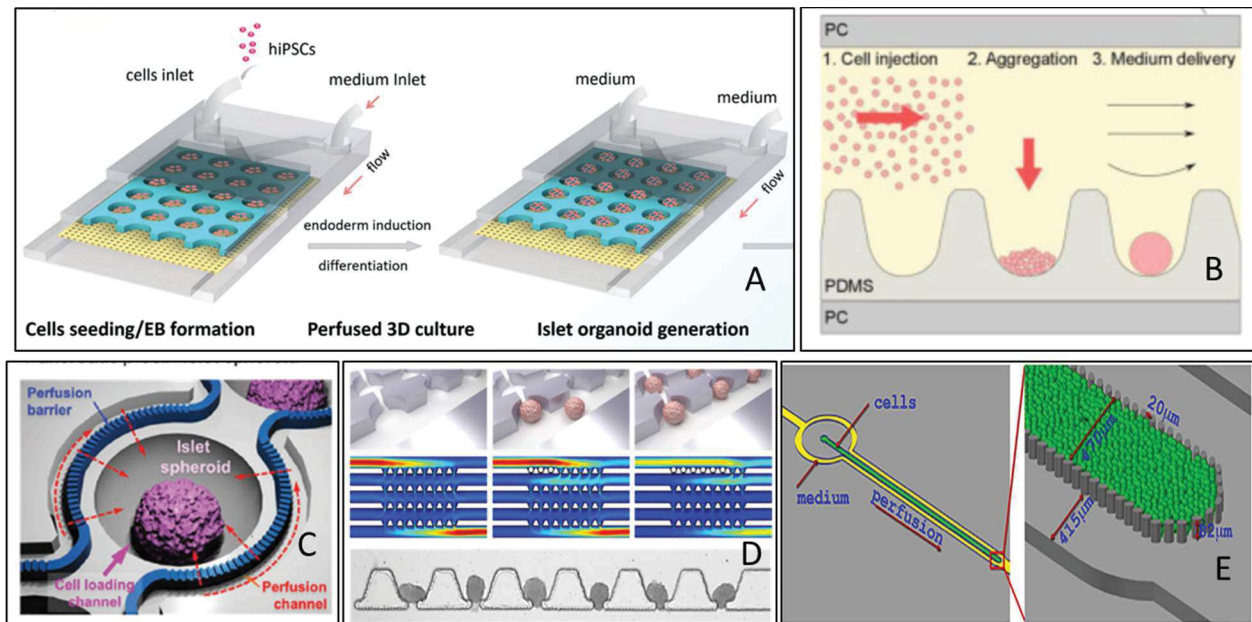 hiPSCs
cells inlet
medium Inlet
flow
endoderm induction
differentiation
medium
medium
flow
A
Cells seeding/EB formation
Perfused 3D culture
Islet organoid generation
PC
1. Cell injection
2. Aggregation
3. Medium delivery
PDMS
B
PC
Perfusion
barrier
Islet
spheroid
C
Cell loading
channel
Perfusion
channel
D
cells
medium
perfusion
20μm
420μm
415μm
E